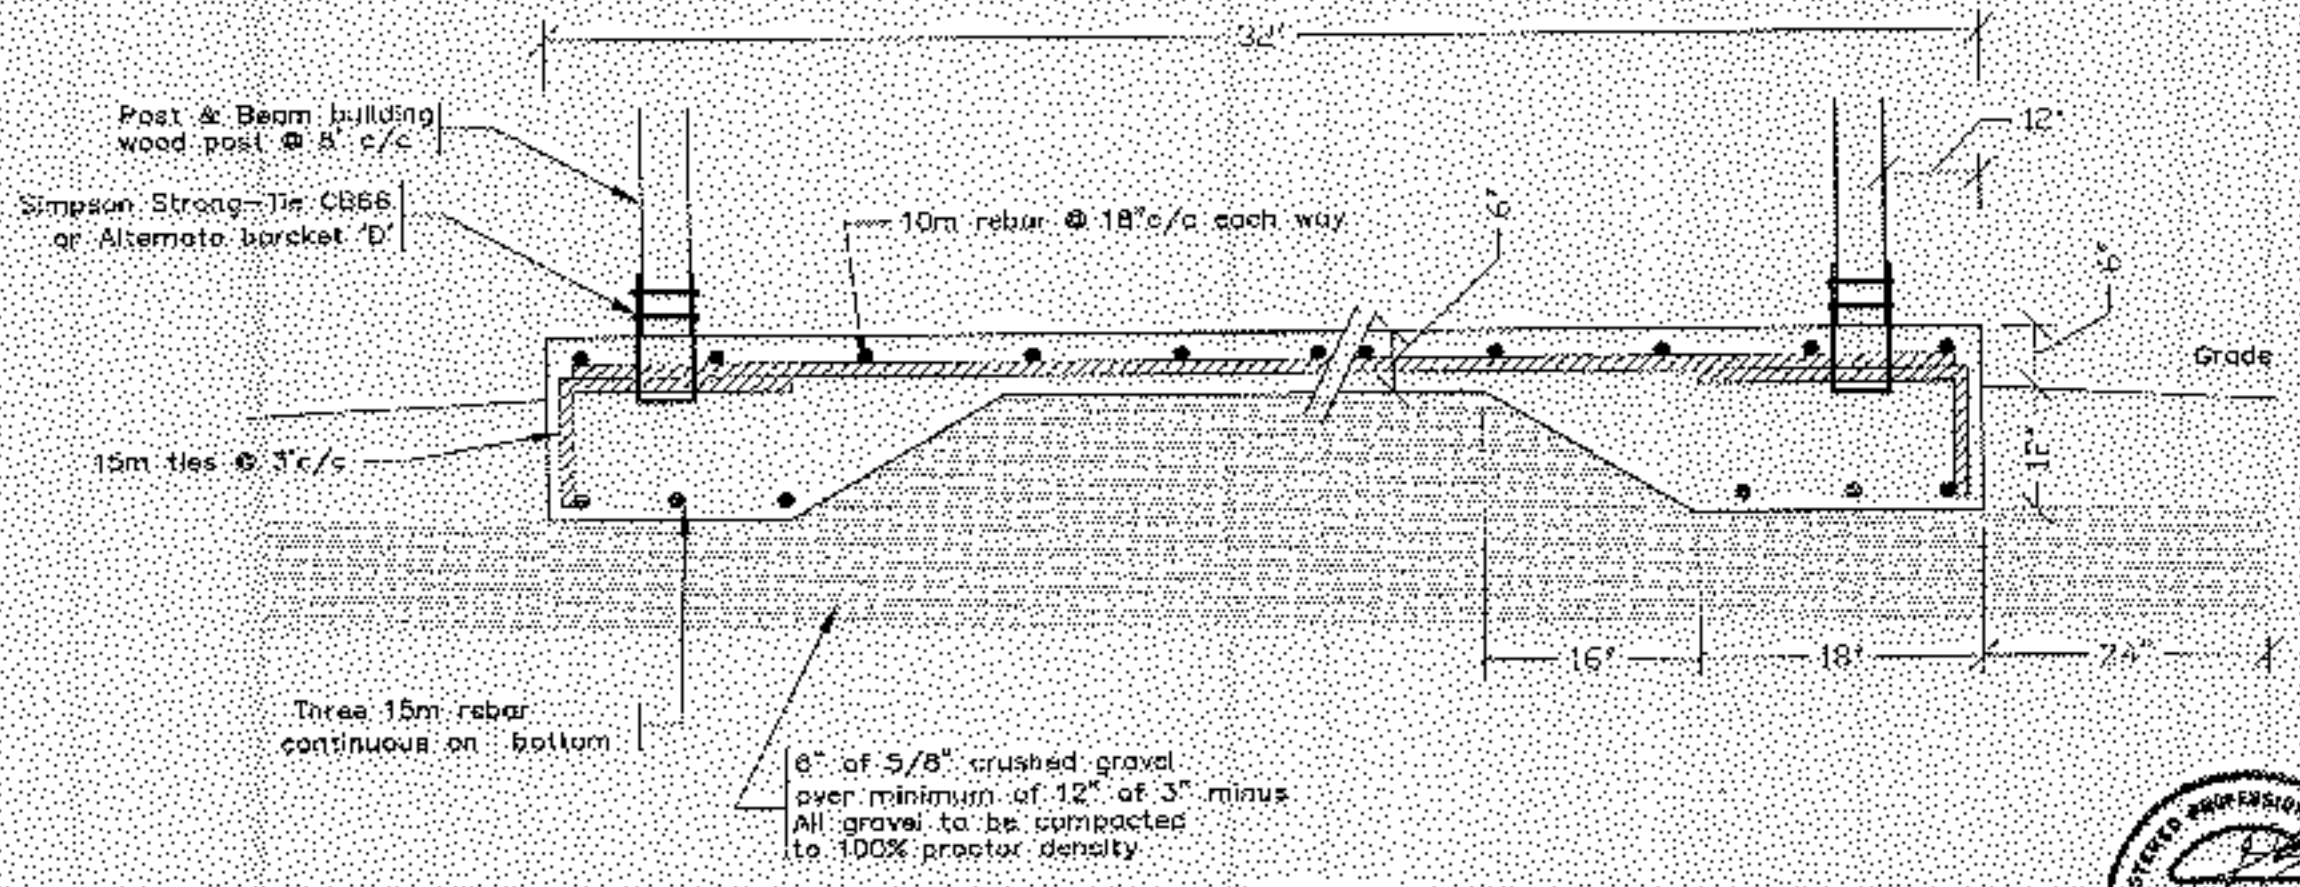 32'
Post & Beam building
wood post @ 8' c/c
12"
Simpson Strong-Tie CB66
or Alternate barcket 'D'
10m rebar @ 18"c/c each way
6"
6"
Grade
15m ties @ 3'c/c
12"
16"
18"
24"
Three 15m rebar
continuous on bottom
6" of 5/8" crushed gravel
over minimum of 12" of 3" minus
All gravel to be compacted
to 100% proctor density